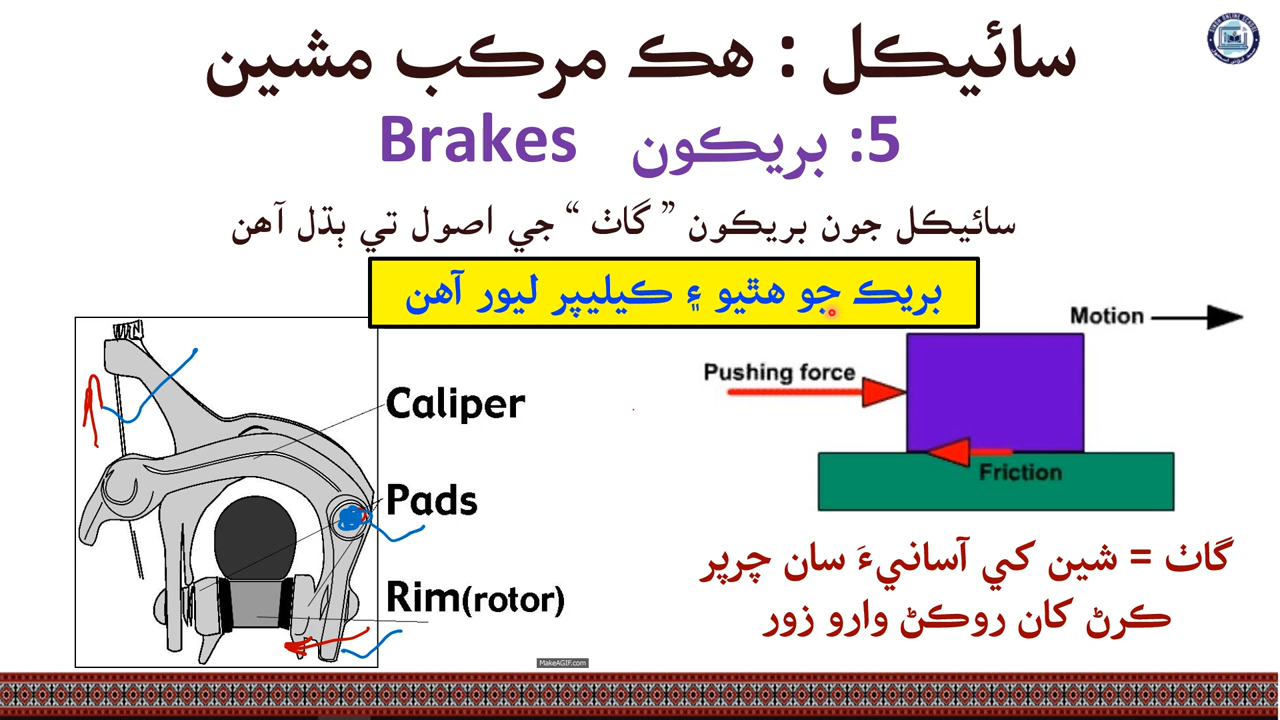 سائيڪل : هڪ مرڪب مشين
5: بريڪون Brakes
سائيڪل جون بريڪون ” گاٺ “ جي اصول تي ٻڌل آهن
بريڪ جو هٿيو ۽ ڪيليپر ليور آهن
Motion
Pushing force
Friction
Caliper
Pads
Rim(rotor)
گاٺ = شين کي آسانيءَ سان چرپر
ڪرڻ کان روڪڻ وارو زور
MakeAGIF.com